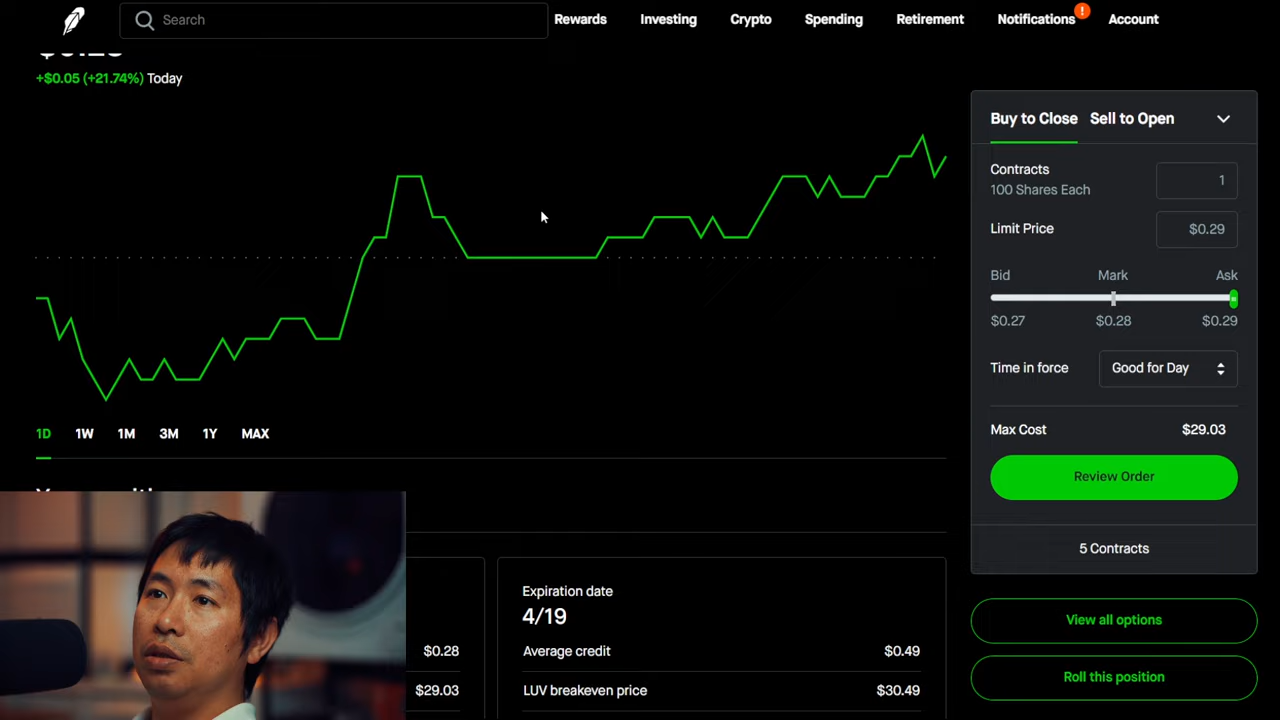 Search
Rewards
Investing
Crypto
Spending
Retirement
Notifications
!
Account
+$0.05 (+21.74%) Today
Buy to Close
Sell to Open
Contracts
100 Shares Each
1
Limit Price
$0.29
Bid
Mark
Ask
$0.27
$0.28
$0.29
Time in force
Good for Day
Max Cost
$29.03
Review Order
5 Contracts
View all options
Roll this position
1D
1W
1M
3M
1Y
MAX
$0.28
$29.03
Expiration date
4/19
Average credit
$0.49
LUV breakeven price
$30.49